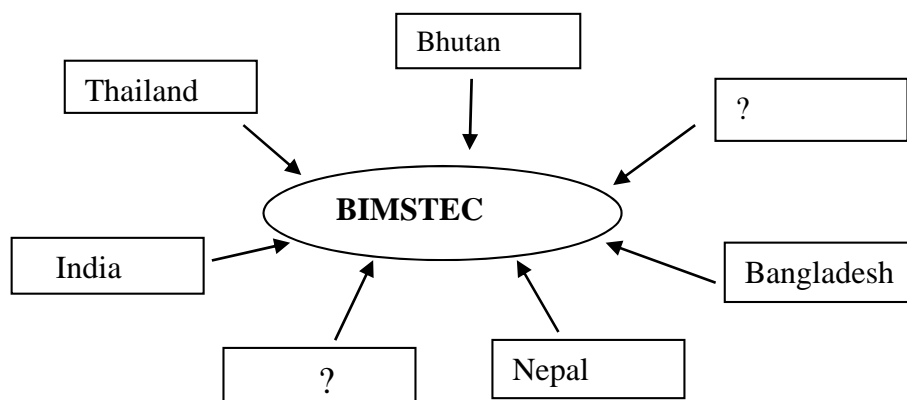 Bhutan
Thailand
?
BIMSTEC
India
Bangladesh
?
Nepal